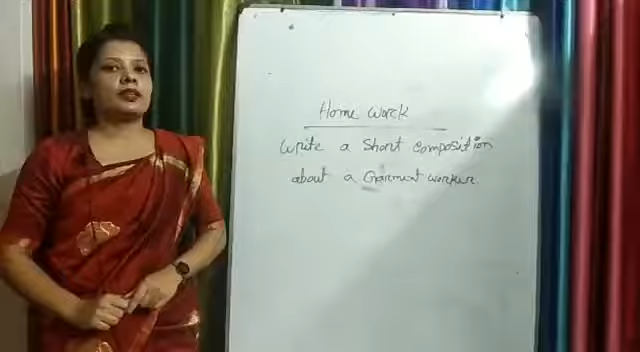 Home Work
Write a Short composition
about a Garment worker